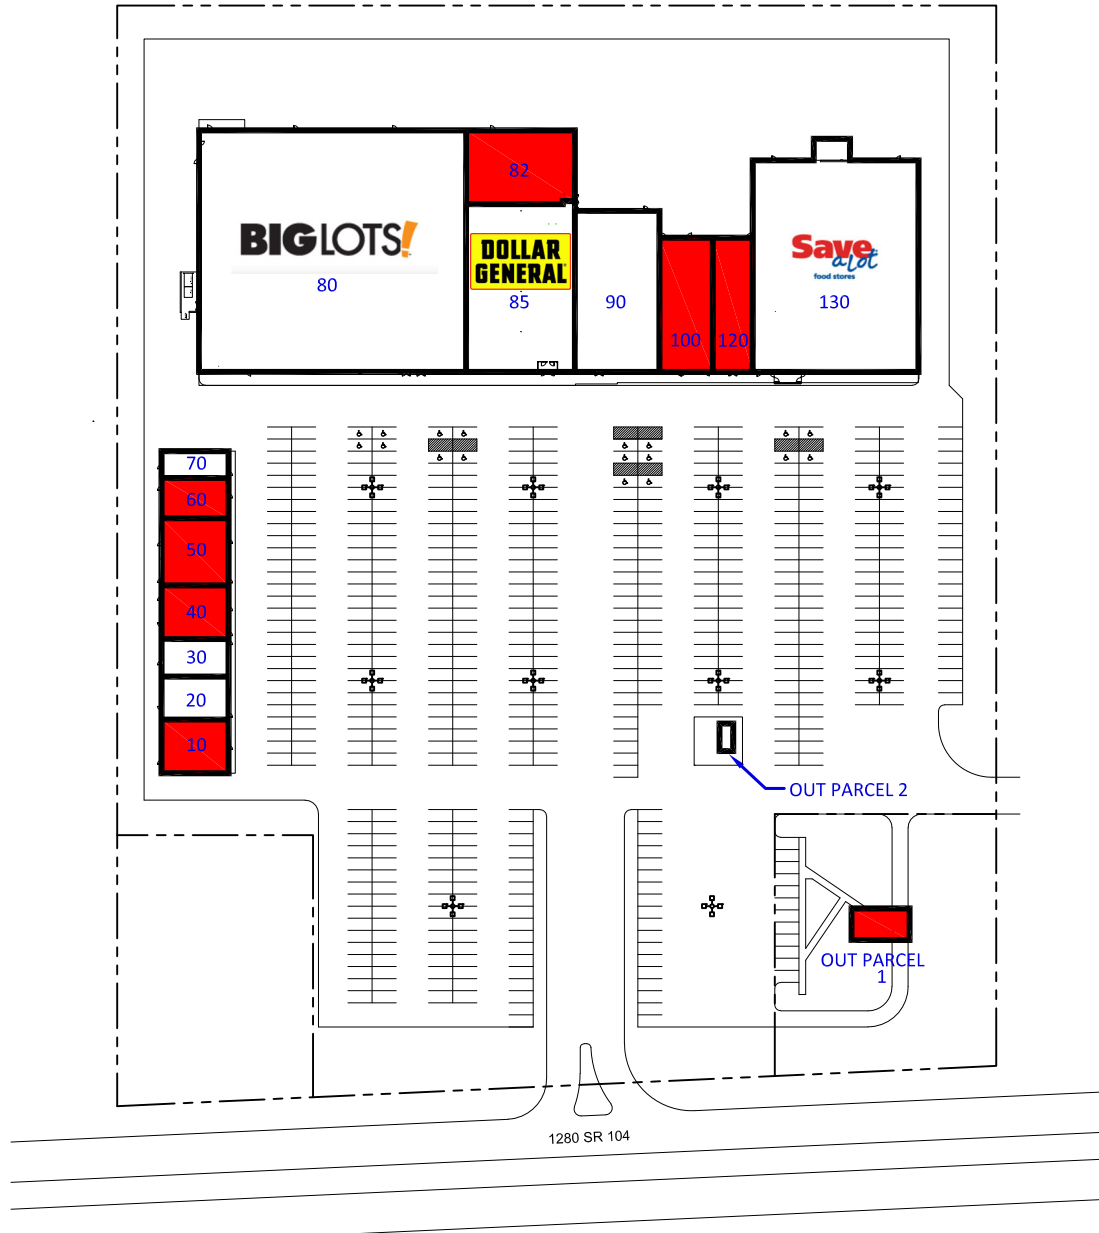 82
BIG LOTS!
80
DOLLAR
GENERAL
85
90
100
120
Save
a Lot
food stores
130
70
60
50
40
30
20
10
OUT PARCEL 2
OUT PARCEL
1
1280 SR 104